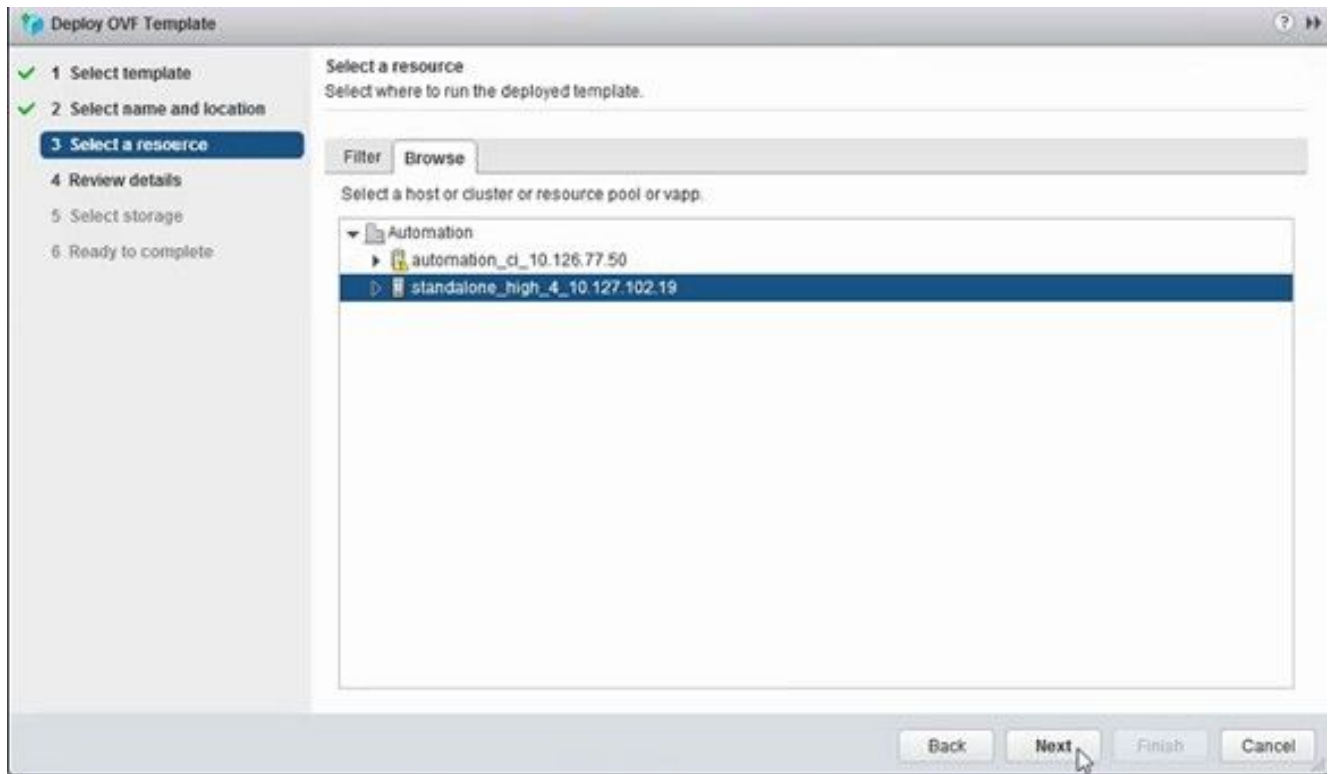 Deploy OVF Template
1 Select template
2 Select name and location
3 Select a resource
4 Review details
5 Select storage
6 Ready to complete
Select a resource
Select where to run the deployed template.
Filter Browse
Select a host or cluster or resource pool or vapp.
Automation
automation_ci_10.126.77.50
standalone_high_4_10.127.102.19
Back Next Finish Cancel